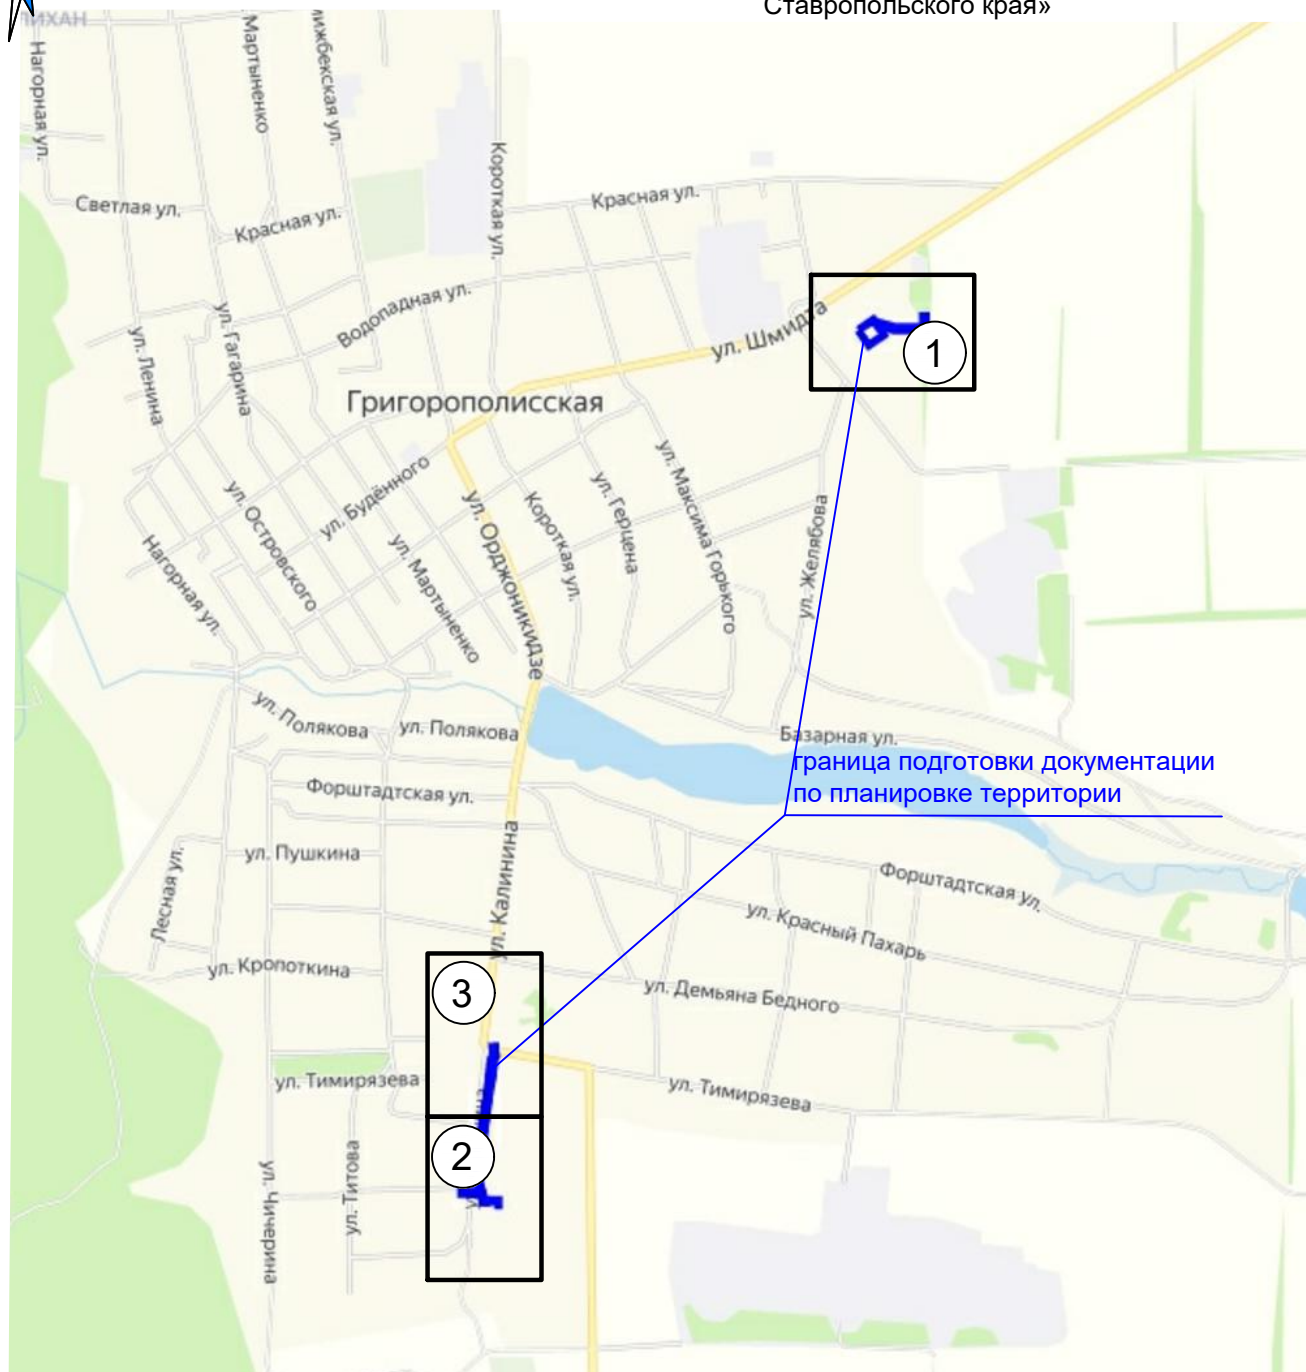 Ставропольского края»
Нагорная ул.
Мартыненко
Светлая ул.
Красная ул.
Короткая ул.
Красная ул.
Водопадная ул.
ул. Ленина
ул. Гагарина
ул. Шмидта
1
Григорополисская
ул. Будённого
ул. Островского
Нагорная ул.
ул. Мартыненко
ул. Орджоникидзе
Короткая ул.
ул. Герцена
ул. Максима Горького
ул. Желябова
ул. Полякова
ул. Полякова
Базарная ул.
граница подготовки документации
по планировке территории
Форштадтская ул.
ул. Пушкина
Лесная ул.
ул. Калинина
Форштадтская ул.
ул. Красный Пахарь
ул. Кропоткина
3
ул. Демьяна Бедного
ул. Тимирязева
ул. Тимирязева
2
ул. Титова
ул. Чичерина